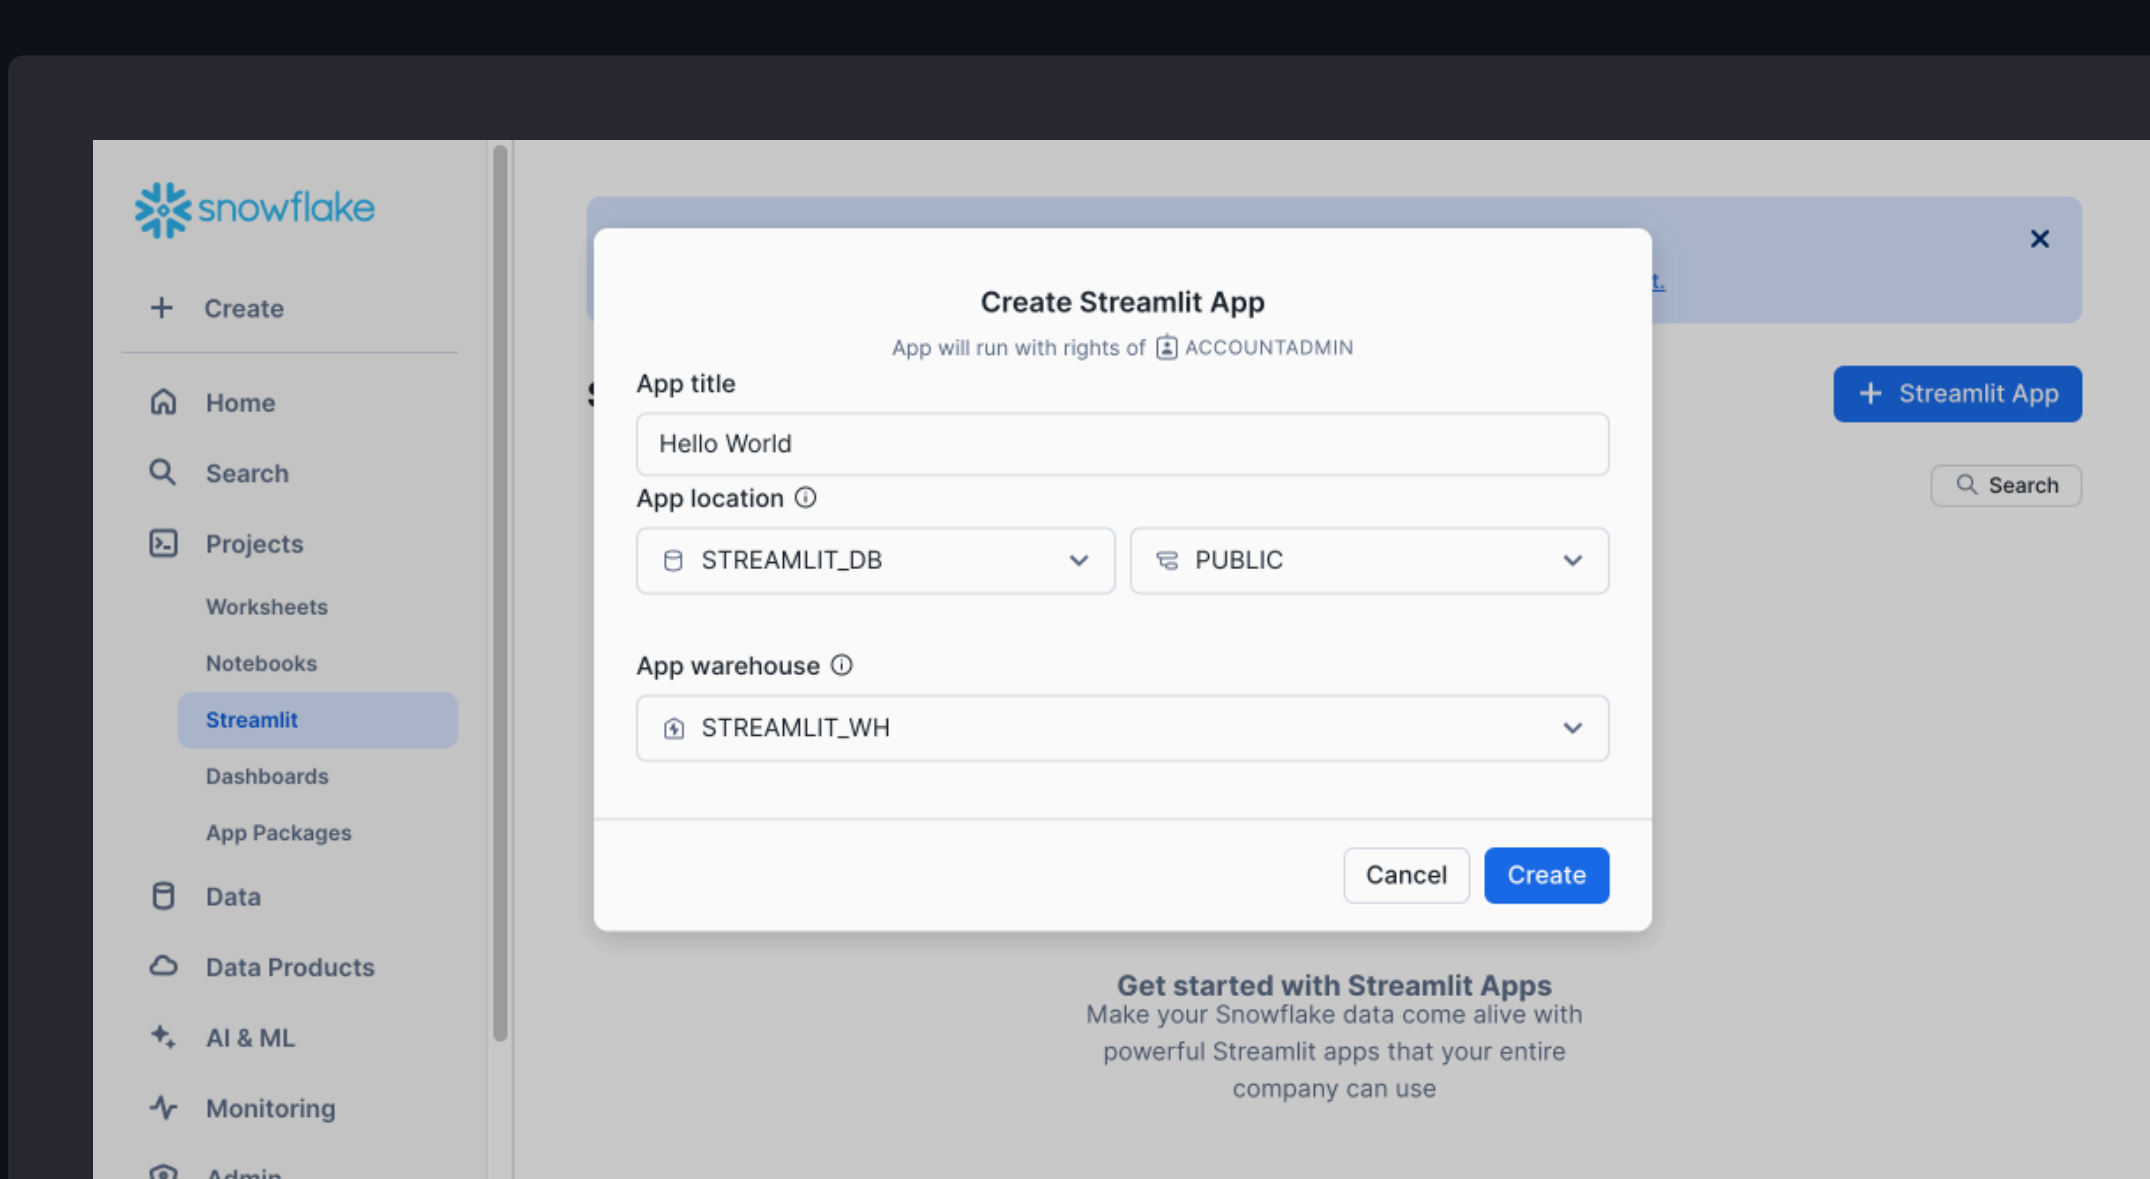 snowflake
Create
Home
Search
Projects
Worksheets
Notebooks
Streamlit
Dashboards
App Packages
Data
Data Products
AI & ML
Monitoring
Admin
t.
Streamlit App
Search
Create Streamlit App
App will run with rights of ACCOUNTADMIN
App title
Hello World
App location
STREAMLIT_DB PUBLIC
App warehouse
STREAMLIT_WH
Cancel Create
Get started with Streamlit Apps
Make your Snowflake data come alive with
powerful Streamlit apps that your entire
company can use